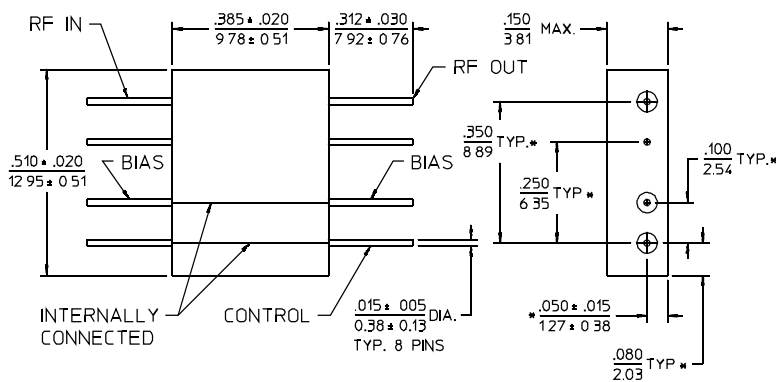 RF IN
.385±.020
9 78± 0 51
.312±.030
7 92± 0 76
.150
3 81
MAX.
RF OUT
.510±.020
12 95± 0 51
BIAS
BIAS
.350
8 89
TYP.*
.250
6 35
TYP *
.100
2.54
TYP.*
INTERNALLY
CONNECTED
CONTROL
.015± 005
0.38± 0.13
DIA.
TYP. 8 PINS
* .050±.015
1 27± 0 38
.080
2.03
TYP *